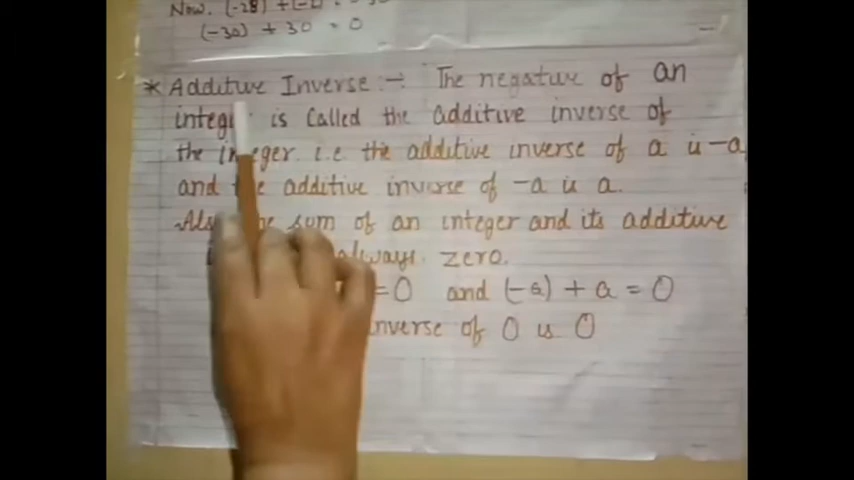 Now. (-28) +
(-30) + 30 = 0
* Additive Inverse :- The negative of an
is called the additive inverse of
the integer i.e the additive inverse of a is -a
and the additive inverse of -a is a.
sum of an integer and its additive
always zero.
=0 and (-a) + a = 0
inverse of 0 is 0